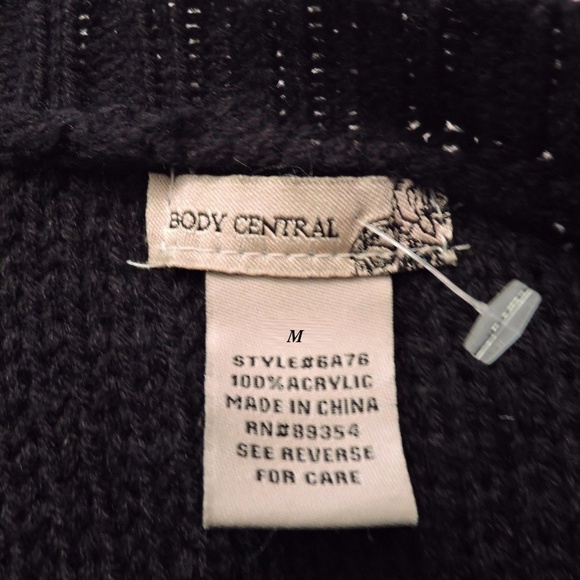 BODY CENTRAL
M
STYLE#6A76
100%ACRYLIC
MADE IN CHINA
RN#89354
SEE REVERSE
FOR CARE